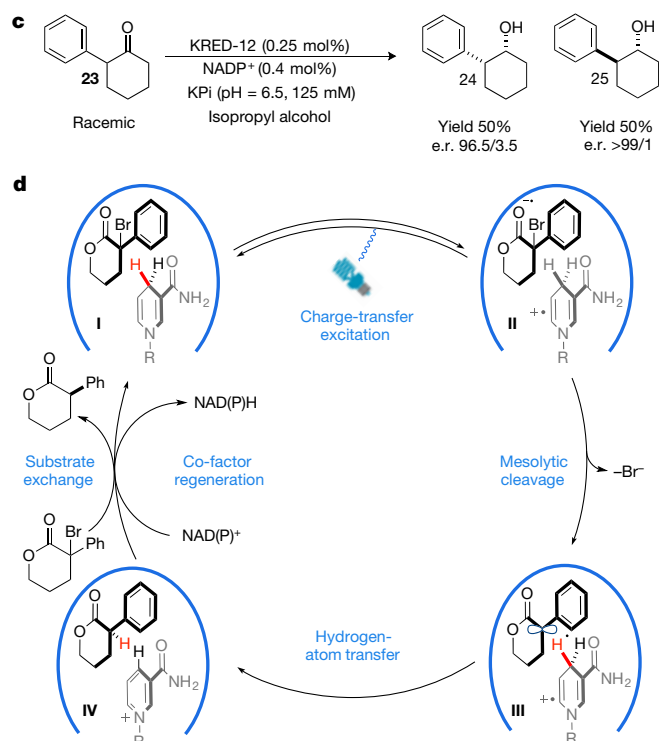 c
O
23
Racemic
KRED-12 (0.25 mol%)
NADP⁺(0.4 mol%)
KPi (pH = 6.5, 125 mM)
Isopropyl alcohol
OH
24
Yield 50%
e.r. 96.5/3.5
OH
25
Yield 50%
e.r. >99/1
d
O
Br
O
H
H
O
NH₂
N
R
I
Charge-transfer
excitation
O⁻•
Br
O
H
H
O
NH₂
+•
N
R
II
O
O
Ph
NAD(P)H
Substrate
exchange
Co-factor
regeneration
Mesolytic
cleavage
–Br⁻
O
Br
O
Ph
NAD(P)⁺
O
O
H
H
O
NH₂
+
N
R
IV
Hydrogen-
atom transfer
O
O
•
H
H
O
NH₂
+•
N
R
III